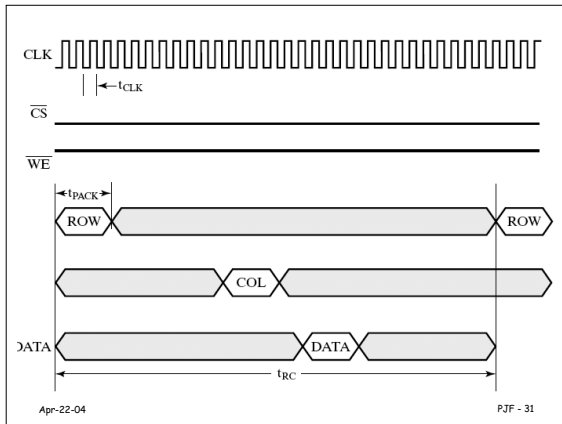 CLK
tCLK
CS
WE
tPACK
ROW ROW
COL
DATA DATA
tRC
Apr-22-04 PJF - 31